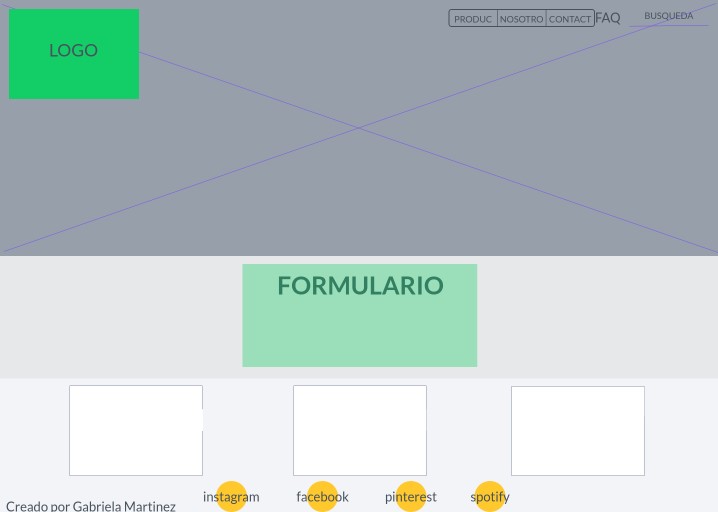 LOGO
PRODUC NOSOTRO CONTACT FAQ BUSQUEDA
FORMULARIO
instagram facebook pinterest spotify
Creado por Gabriela Martinez